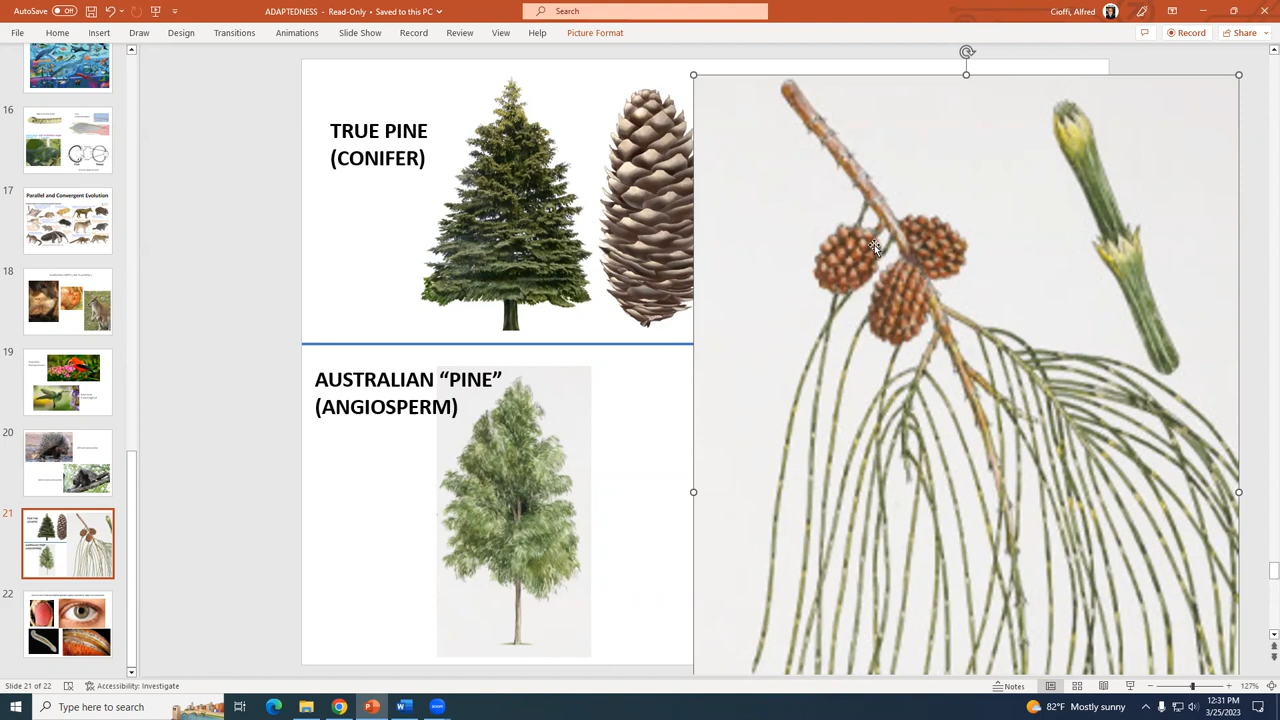 AutoSave Off
ADAPTEDNESS - Read-Only • Saved to this PC
Search
Cioffi, Alfred
File Home Insert Draw Design Transitions Animations Slide Show Record Review View Help Picture Format
Record
Share
16
17
Parallel and Convergent Evolution
18
19
20
21
22
TRUE PINE
(CONIFER)
AUSTRALIAN “PINE”
(ANGIOSPERM)
Slide 21 of 22
Accessibility: Investigate
Notes
127%
Type here to search
zoom
82°F Mostly sunny
12:31 PM
3/25/2023